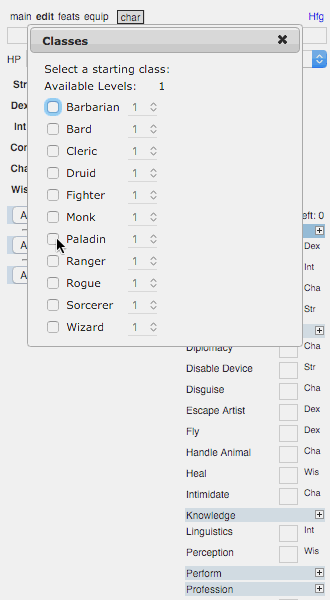 main edit feats equip char Hfg
Classes
HP
Select a starting class:
Available Levels: 1
Barbarian 1
Bard 1
Cleric 1
Druid 1
Fighter 1
Monk 1
Paladin 1
Ranger 1
Rogue 1
Sorcerer 1
Wizard 1
Str
Dex
Int
Con
Cha
Wis
A
A
A
eft: 0
Dex
Int
Cha
Str
Diplomacy Cha
Disable Device Str
Disguise Cha
Escape Artist Dex
Fly Dex
Handle Animal Cha
Heal Wis
Intimidate Cha
Knowledge
Linguistics Int
Perception Wis
Perform
Profession